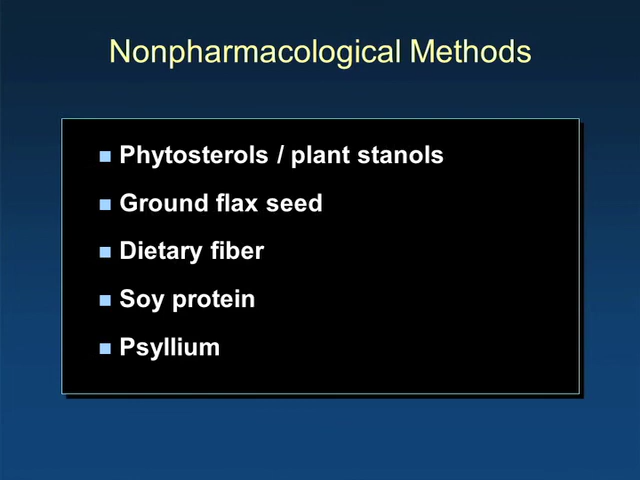 Nonpharmacological Methods
Phytosterols / plant stanols
Ground flax seed
Dietary fiber
Soy protein
Psyllium